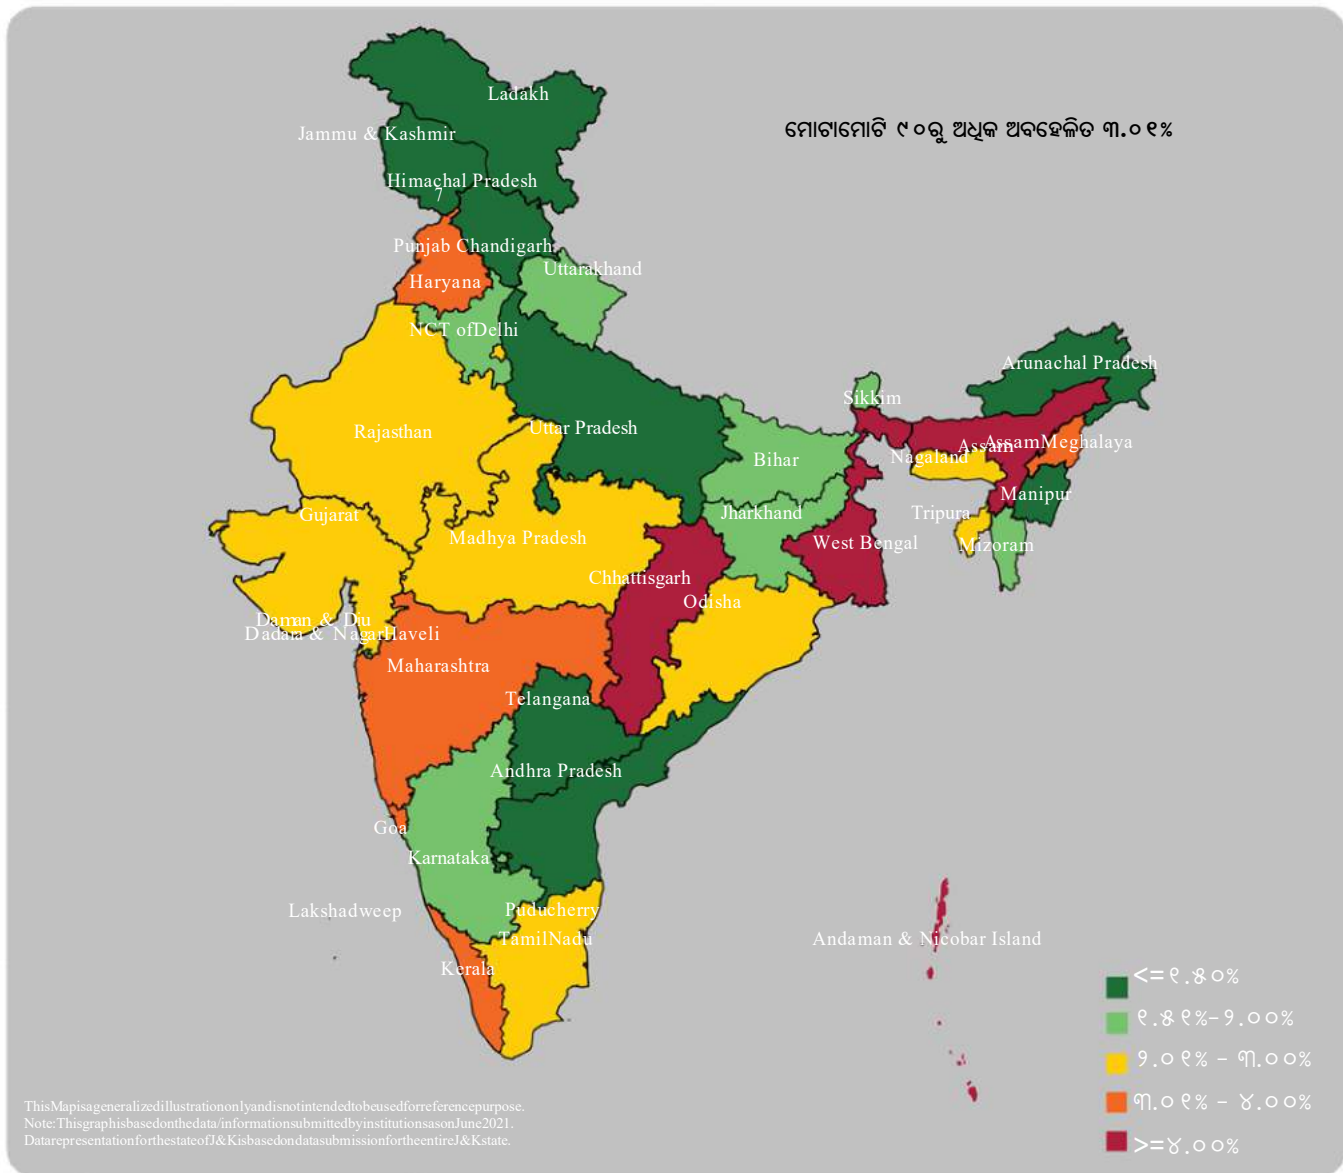 Ladakh
ମୋଟାମୋଟି ୯୦ରୁ ଅଧିକ ଅବହେଳିତ ୩.୦୧%
Jammu & Kashmir
Himachal Pradesh
7
Punjab Chandigarh
Uttarakhand
Haryana
NCT ofDelhi
Arunachal Pradesh
Sikkim
Rajasthan
Uttar Pradesh
Assam
AssamMeghalaya
Nagaland
Bihar
Manipur
Gujarat
Jharkhand
Tripura
Madhya Pradesh
West Bengal
Mizoram
Chhattisgarh
Odisha
Daman & Diu
Dadara & NagarHaveli
Maharashtra
Telangana
Andhra Pradesh
Goa
Karnataka
Lakshadweep
Puducherry
TamilNadu
Andaman & Nicobar Island
Kerala
<=୧.୫୦%
୧.୫୧%-୨.୦୦%
୨.୦୧% - ୩.୦୦%
୩.୦୧% - ୪.୦୦%
>=୪.୦୦%
ThisMapisageneralizedillustrationonlyandisnotintendedtobeusedforreferencepurpose.
Note:Thisgraphisbasedonthedata/informationsubmittedbyinstitutionsasonJune2021.
DatarepresentationforthestateofJ&KisbasedondatasubmissionfortheentireJ&Kstate.